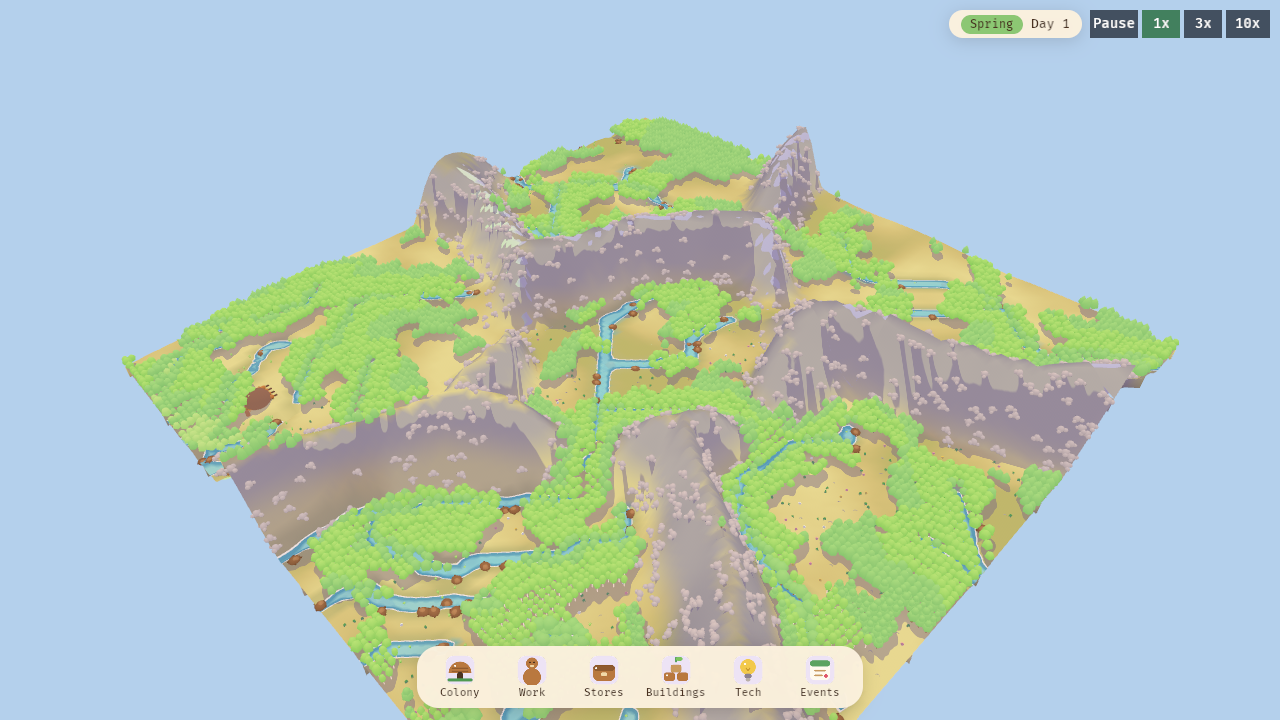 Spring Day 1 Pause 1x 3x 10x
Colony Work Stores Buildings Tech Events